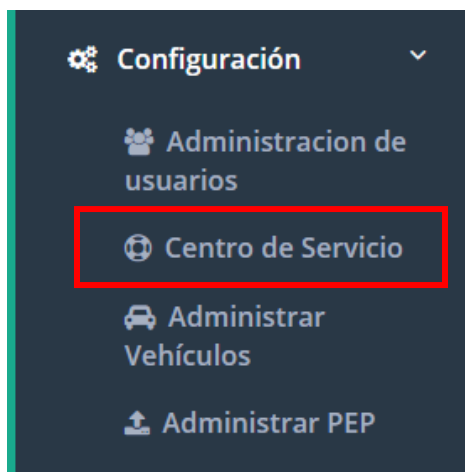 Configuración
Administracion de
usuarios
Centro de Servicio
Administrar
Vehículos
Administrar PEP